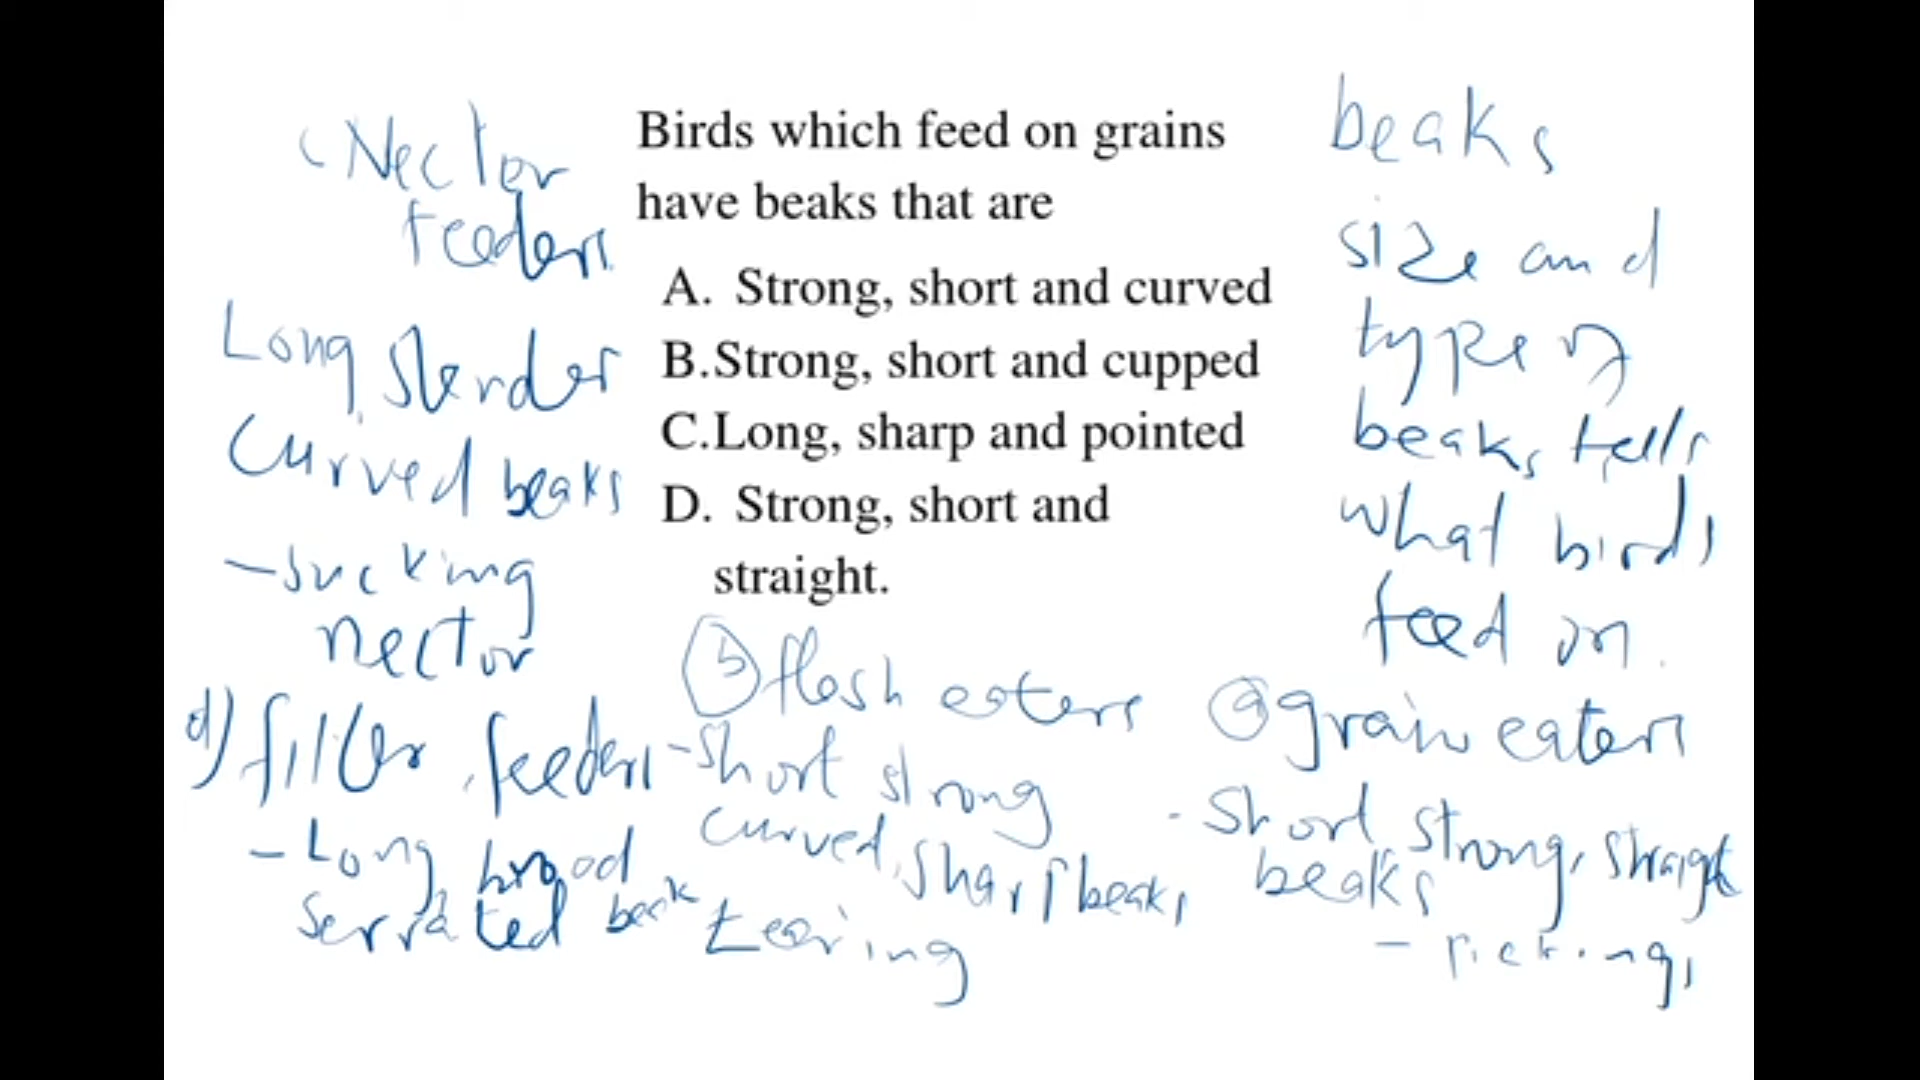 Birds which feed on grains
have beaks that are
A. Strong, short and curved
B.Strong, short and cupped
C.Long, sharp and pointed
D. Strong, short and
straight.
beaks
size and
type of
beaks tells
what birds
feed on.
a grain eaters
- Short strong, straight
beaks
- picking,
b flesh eaters
- short strong
curved, sharp beaks
tearing
c Nector
feeders
Long slender
curved beaks
- sucking
nector
d) filter feeders
- Long, broad
serrated beak